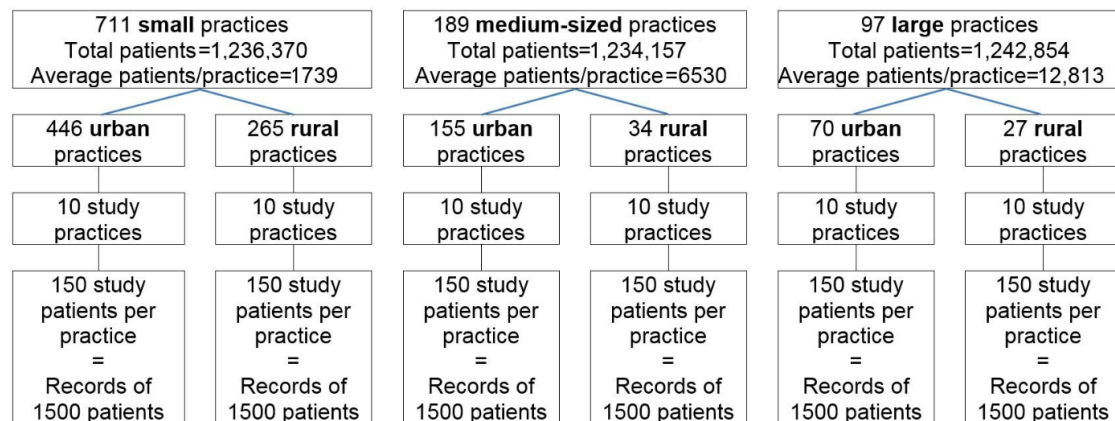 711 small practices
Total patients=1,236,370
Average patients/practice=1739
189 medium-sized practices
Total patients=1,234,157
Average patients/practice=6530
97 large practices
Total patients=1,242,854
Average patients/practice=12,813
446 urban
practices
265 rural
practices
155 urban
practices
34 rural
practices
70 urban
practices
27 rural
practices
10 study
practices
10 study
practices
10 study
practices
10 study
practices
10 study
practices
10 study
practices
150 study
patients per
practice
=
Records of
1500 patients
150 study
patients per
practice
=
Records of
1500 patients
150 study
patients per
practice
=
Records of
1500 patients
150 study
patients per
practice
=
Records of
1500 patients
150 study
patients per
practice
=
Records of
1500 patients
150 study
patients per
practice
=
Records of
1500 patients